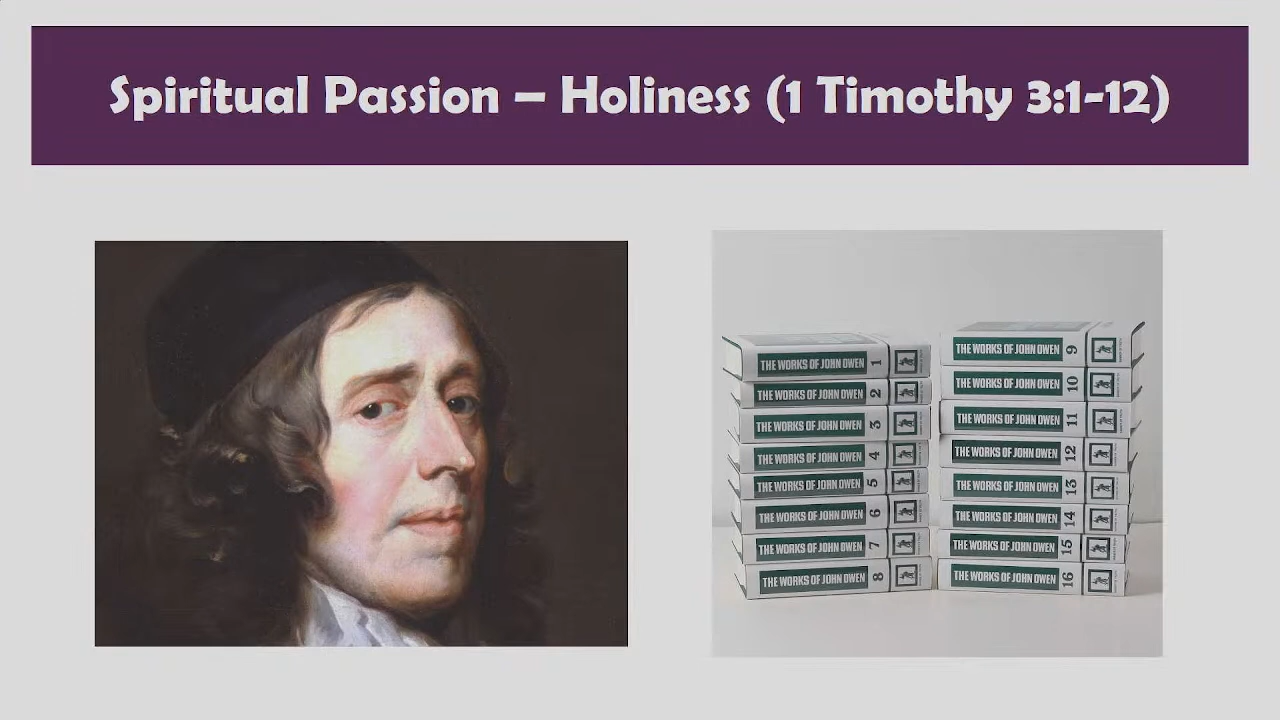 Spiritual Passion – Holiness (1 Timothy 3:1-12)
THE WORKS OF JOHN OWEN 1
THE WORKS OF JOHN OWEN 2
THE WORKS OF JOHN OWEN 3
THE WORKS OF JOHN OWEN 4
THE WORKS OF JOHN OWEN 5
THE WORKS OF JOHN OWEN 6
THE WORKS OF JOHN OWEN 7
THE WORKS OF JOHN OWEN 8
THE WORKS OF JOHN OWEN 9
THE WORKS OF JOHN OWEN 10
THE WORKS OF JOHN OWEN 11
THE WORKS OF JOHN OWEN 12
THE WORKS OF JOHN OWEN 13
THE WORKS OF JOHN OWEN 14
THE WORKS OF JOHN OWEN 15
THE WORKS OF JOHN OWEN 16